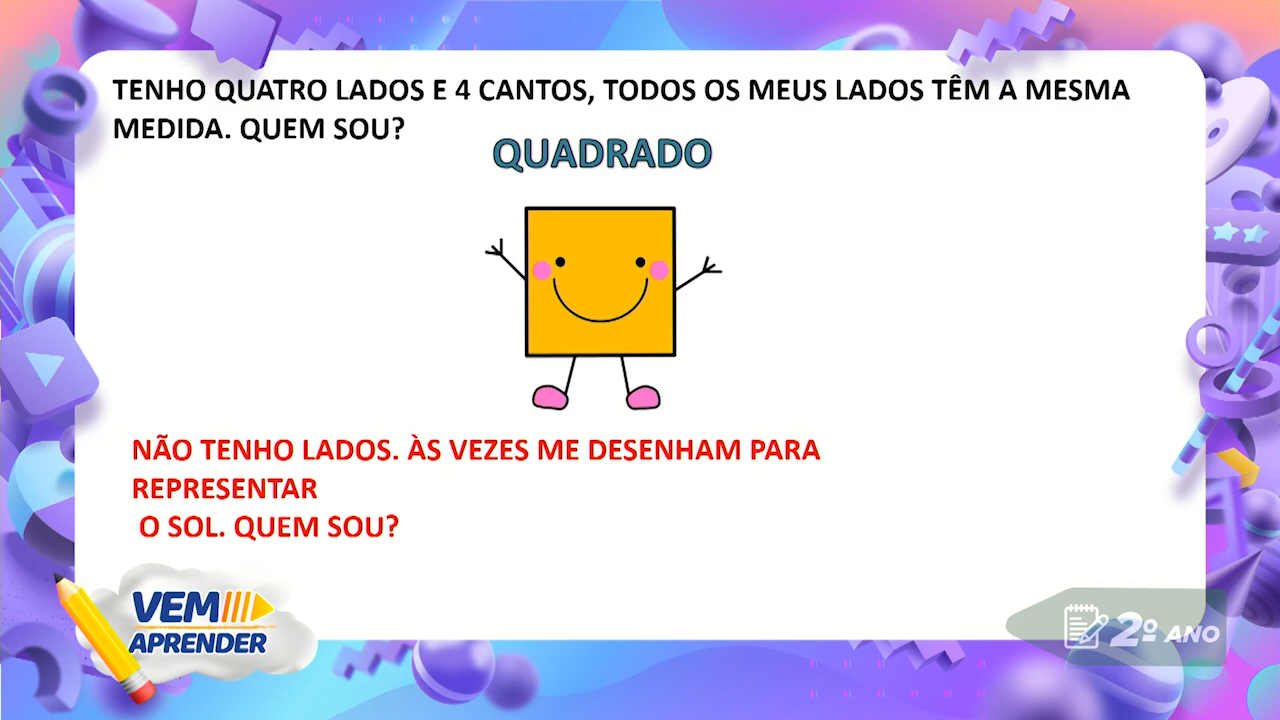 TENHO QUATRO LADOS E 4 CANTOS, TODOS OS MEUS LADOS TÊM A MESMA
MEDIDA. QUEM SOU?
QUADRADO
NÃO TENHO LADOS. ÀS VEZES ME DESENHAM PARA
REPRESENTAR
O SOL. QUEM SOU?
VEM
APRENDER
2º ANO